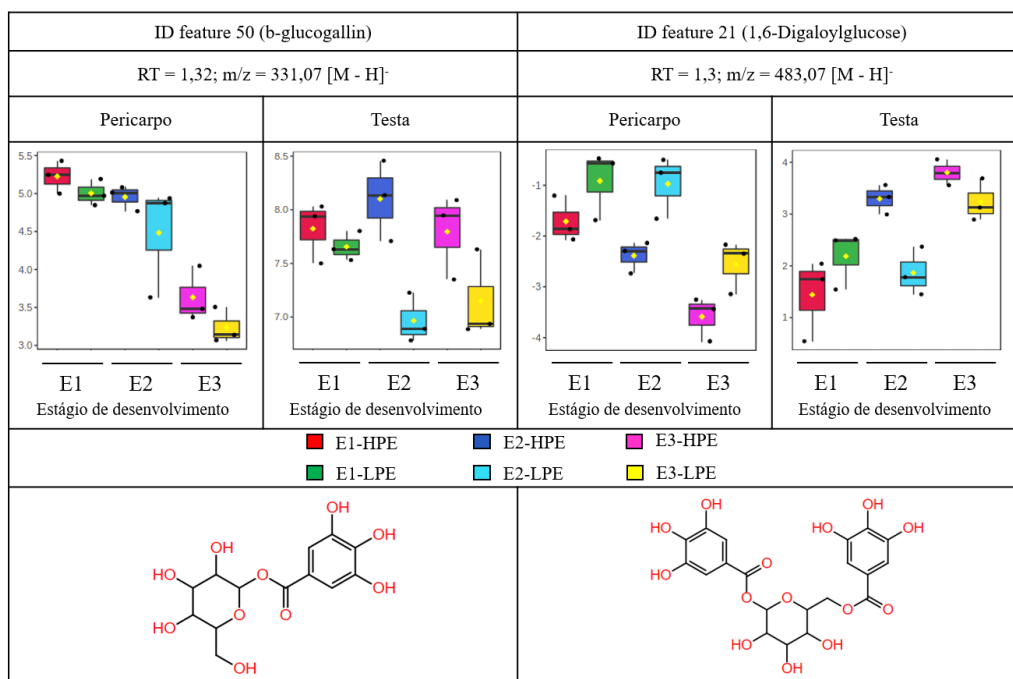 ID feature 50 (b-glucogallin)
ID feature 21 (1,6-Digaloylglucose)
RT = 1,32; m/z = 331,07 [M - H]-
RT = 1,3; m/z = 483,07 [M - H]-
Pericarpo
Testa
Pericarpo
Testa
5.5
5.0
4.5
4.0
3.5
3.0
E1 E2 E3
Estágio de desenvolvimento
8.5
8.0
7.5
7.0
E1 E2 E3
Estágio de desenvolvimento
-1
-2
-3
-4
E1 E2 E3
Estágio de desenvolvimento
4
3
2
1
E1 E2 E3
Estágio de desenvolvimento
E1-HPE E2-HPE E3-HPE
E1-LPE E2-LPE E3-LPE
OH
OH
OH
OH
O
HO
O
O
OH
HO
HO
OH
OH
HO
HO
OH
HO
O
O
O
O
O
HO
OH
OH